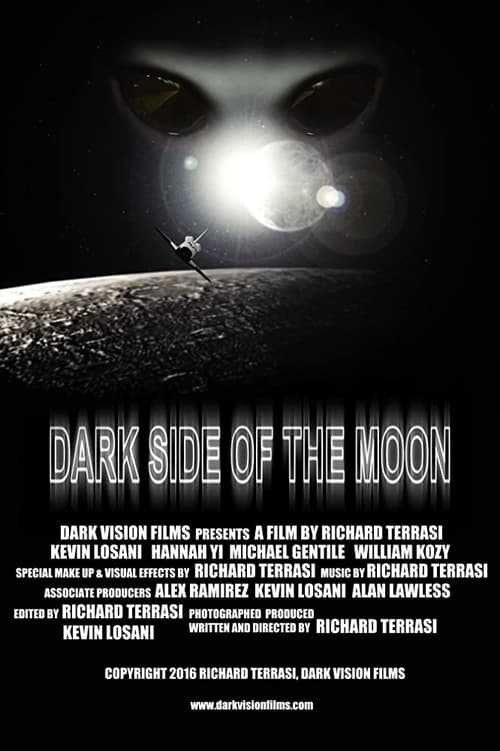 DARK SIDE OF THE MOON
DARK VISION FILMS PRESENTS A FILM BY RICHARD TERRASI
KEVIN LOSANI HANNAH YI MICHAEL GENTILE WILLIAM KOZY
SPECIAL MAKE UP & VISUAL EFFECTS BY RICHARD TERRASI MUSIC BY RICHARD TERRASI
ASSOCIATE PRODUCERS ALEX RAMIREZ KEVIN LOSANI ALAN LAWLESS
EDITED BY RICHARD TERRASI PHOTOGRAPHED PRODUCED
KEVIN LOSANI WRITTEN AND DIRECTED BY RICHARD TERRASI
COPYRIGHT 2016 RICHARD TERRASI, DARK VISION FILMS
www.darkvisionfilms.com